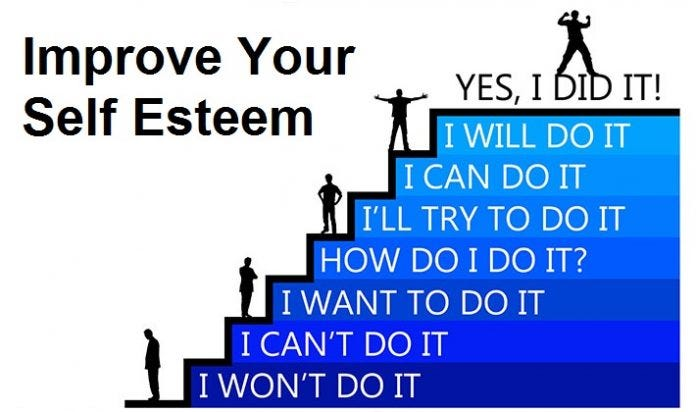 Improve Your
Self Esteem
YES, I DID IT!
I WILL DO IT
I CAN DO IT
I'LL TRY TO DO IT
HOW DO I DO IT?
I WANT TO DO IT
I CAN'T DO IT
I WON'T DO IT